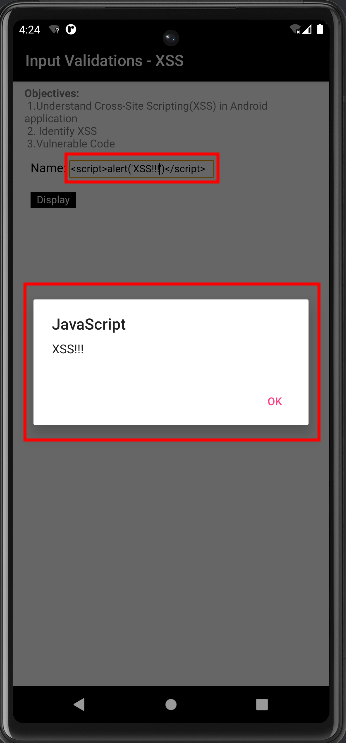 4:24
Input Validations - XSS
Objectives:
1.Understand Cross-Site Scripting(XSS) in Android
application
2. Identify XSS
3.Vulnerable Code
Name: <script>alert('XSS!!!')</script>
Display
JavaScript
XSS!!!
OK